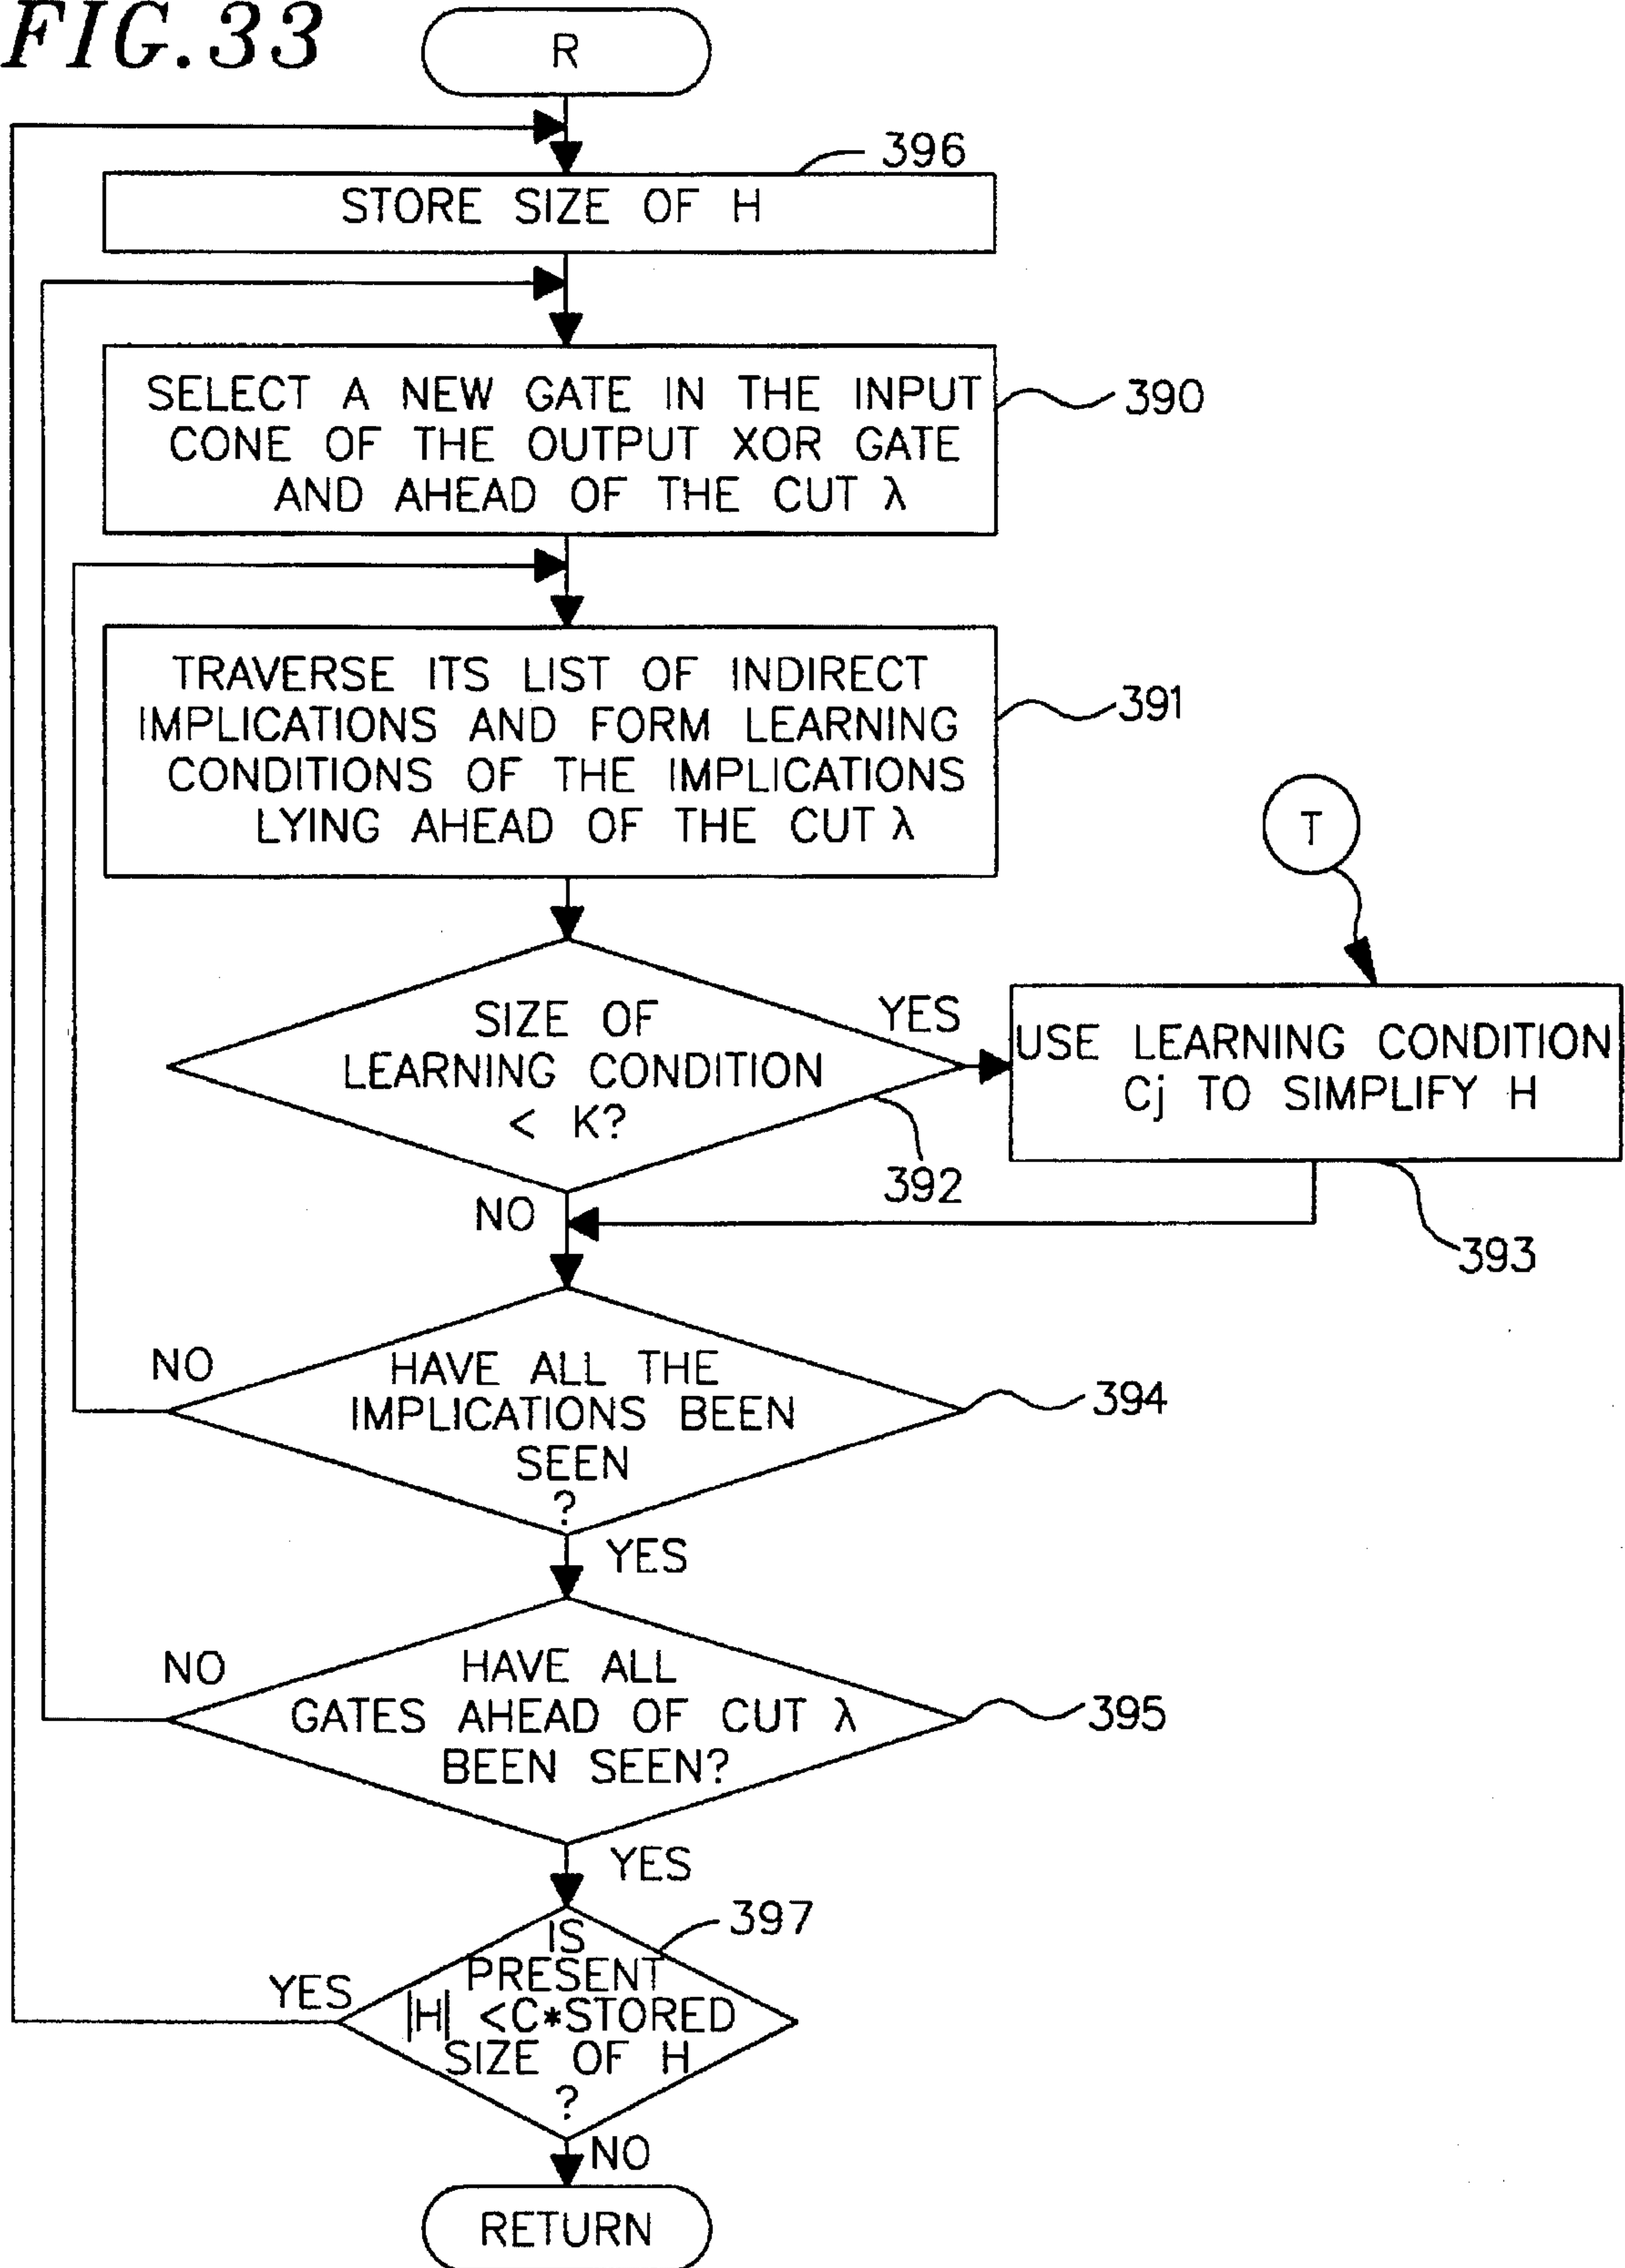 FIG.33
R
396
STORE SIZE OF H
SELECT A NEW GATE IN THE INPUT
CONE OF THE OUTPUT XOR GATE
AND AHEAD OF THE CUT λ
390
TRAVERSE ITS LIST OF INDIRECT
IMPLICATIONS AND FORM LEARNING
CONDITIONS OF THE IMPLICATIONS
LYING AHEAD OF THE CUT λ
391
T
SIZE OF
LEARNING CONDITION
< K?
YES
392
USE LEARNING CONDITION
Cj TO SIMPLIFY H
393
NO
HAVE ALL THE
IMPLICATIONS BEEN
SEEN
?
NO
394
YES
HAVE ALL
GATES AHEAD OF CUT λ
BEEN SEEN?
NO
395
YES
397
IS
PRESENT
|H| <C*STORED
SIZE OF H
?
YES
NO
RETURN